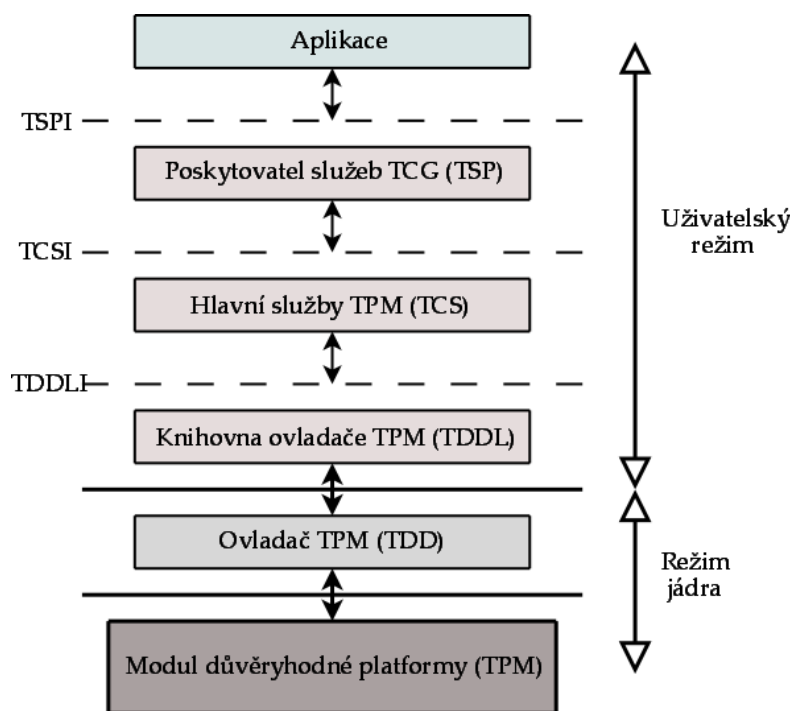 Aplikace
TSPI
Poskytovatel služeb TCG (TSP)
TCSI
Hlavní služby TPM (TCS)
TDDLI
Knihovna ovladače TPM (TDDL)
Ovladač TPM (TDD)
Modul důvěryhodné platformy (TPM)
Uživatelský
režim
Režim
jádra